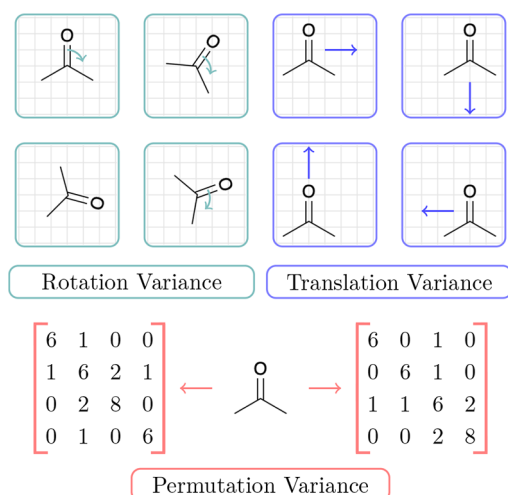 O O O O
O O O O
Rotation Variance Translation Variance
6 1 0 0 6 0 1 0
1 6 2 1 0 6 1 0
O
0 2 8 0 1 1 6 2
0 1 0 6 0 0 2 8
Permutation Variance